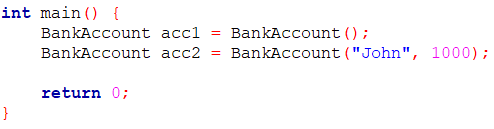 int main() {
    BankAccount acc1 = BankAccount();
    BankAccount acc2 = BankAccount("John", 1000);
    return 0;
}